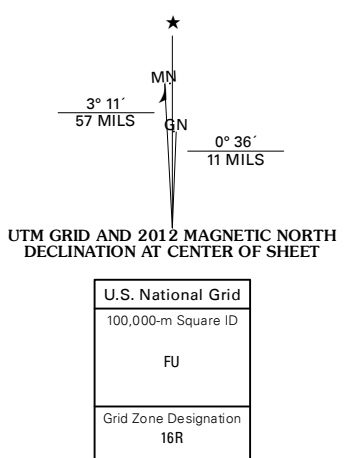 ★
MN
3° 11´
57 MILS
GN
0° 36´
11 MILS
UTM GRID AND 2012 MAGNETIC NORTH
DECLINATION AT CENTER OF SHEET
U.S. National Grid
100,000-m Square ID
FU
Grid Zone Designation
16R